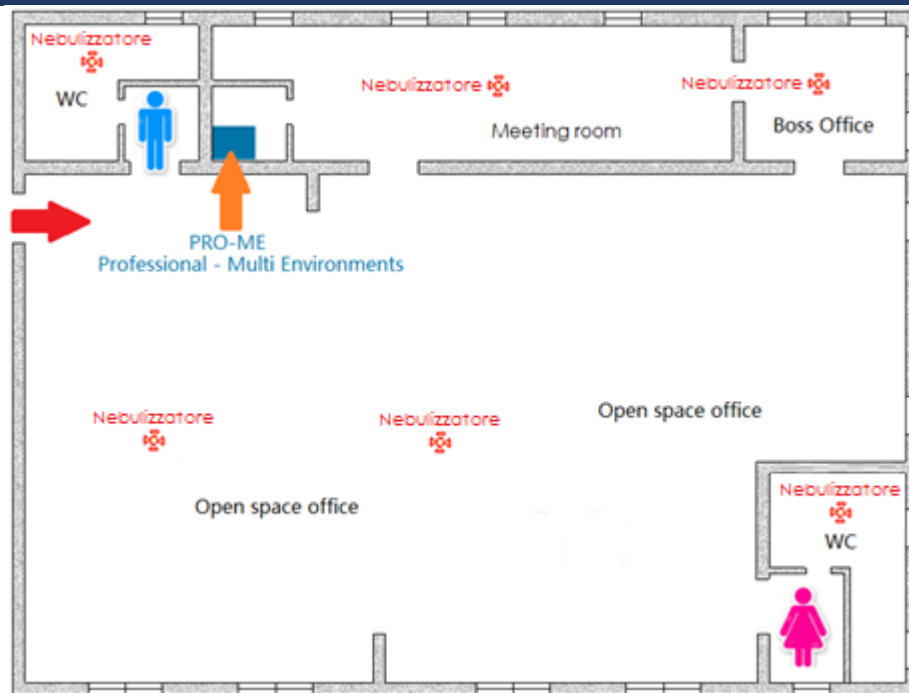 Nebulizzatore
WC
Nebulizzatore
Meeting room
Nebulizzatore
Boss Office
PRO-ME
Professional - Multi Environments
Nebulizzatore
Nebulizzatore
Open space office
Open space office
Nebulizzatore
WC